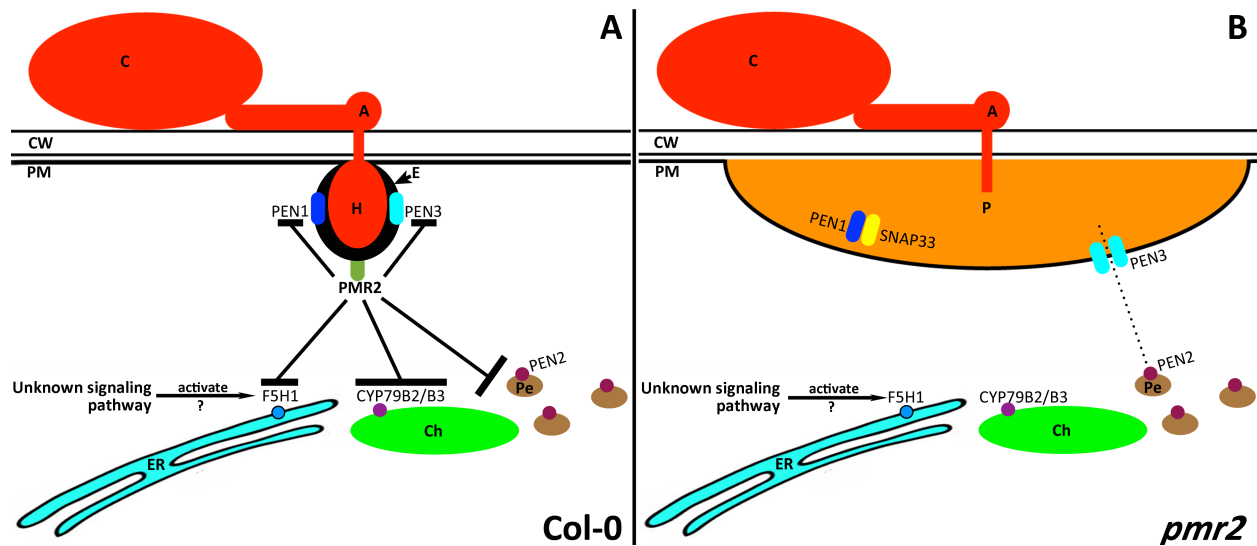 A
C
A
CW
PM
E
PEN1
H
PEN3
PMR2
Unknown signaling
pathway
activate
?
F5H1
CYP79B2/B3
PEN2
Pe
Ch
ER
Col-0
B
C
A
CW
PM
P
PEN1
SNAP33
PEN3
Unknown signaling
pathway
activate
?
F5H1
CYP79B2/B3
PEN2
Pe
Ch
ER
pmr2